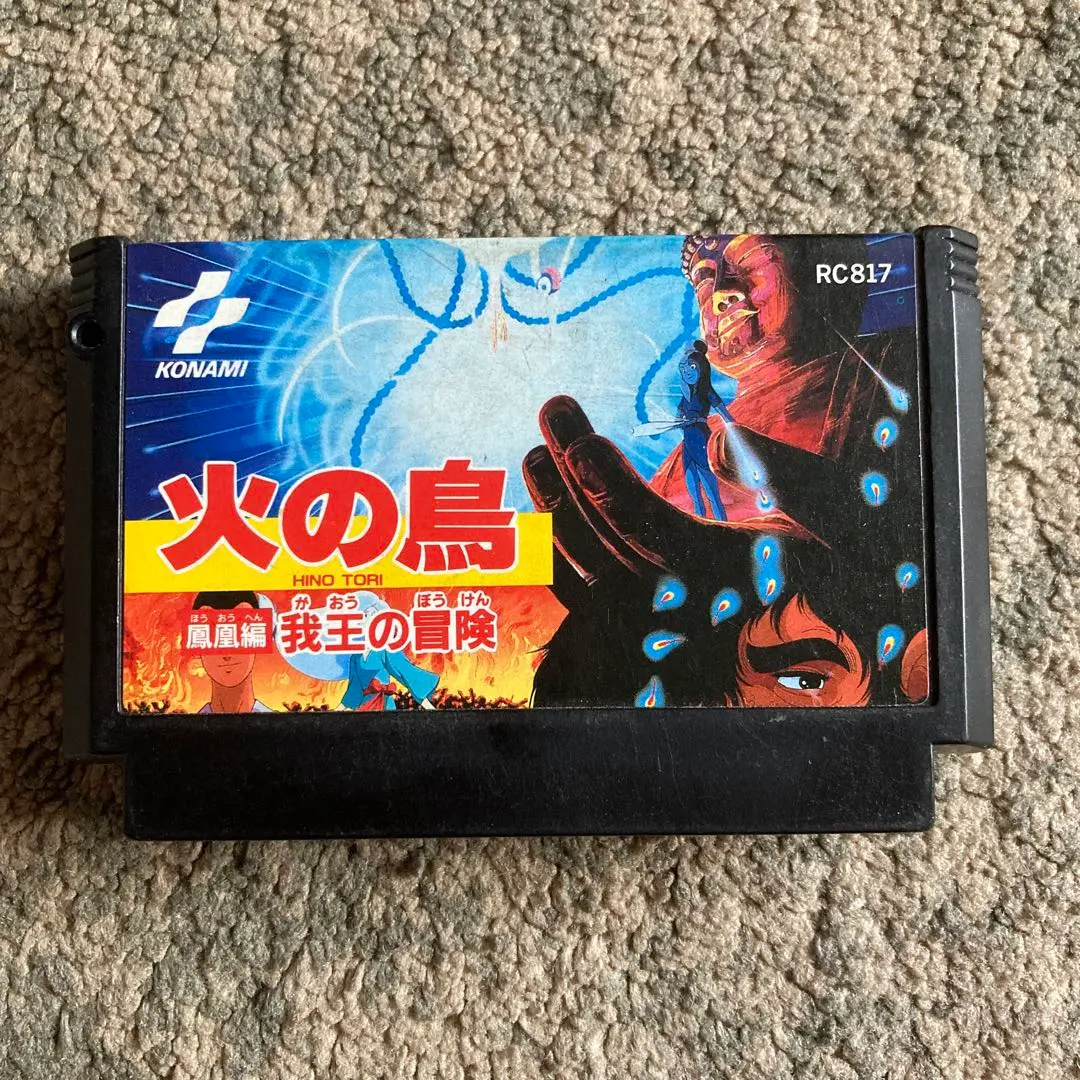 KONAMI
RC817
火の鳥
HINO TORI
ほう おう へん
鳳凰編
が おう ぼう けん
我王の冒険